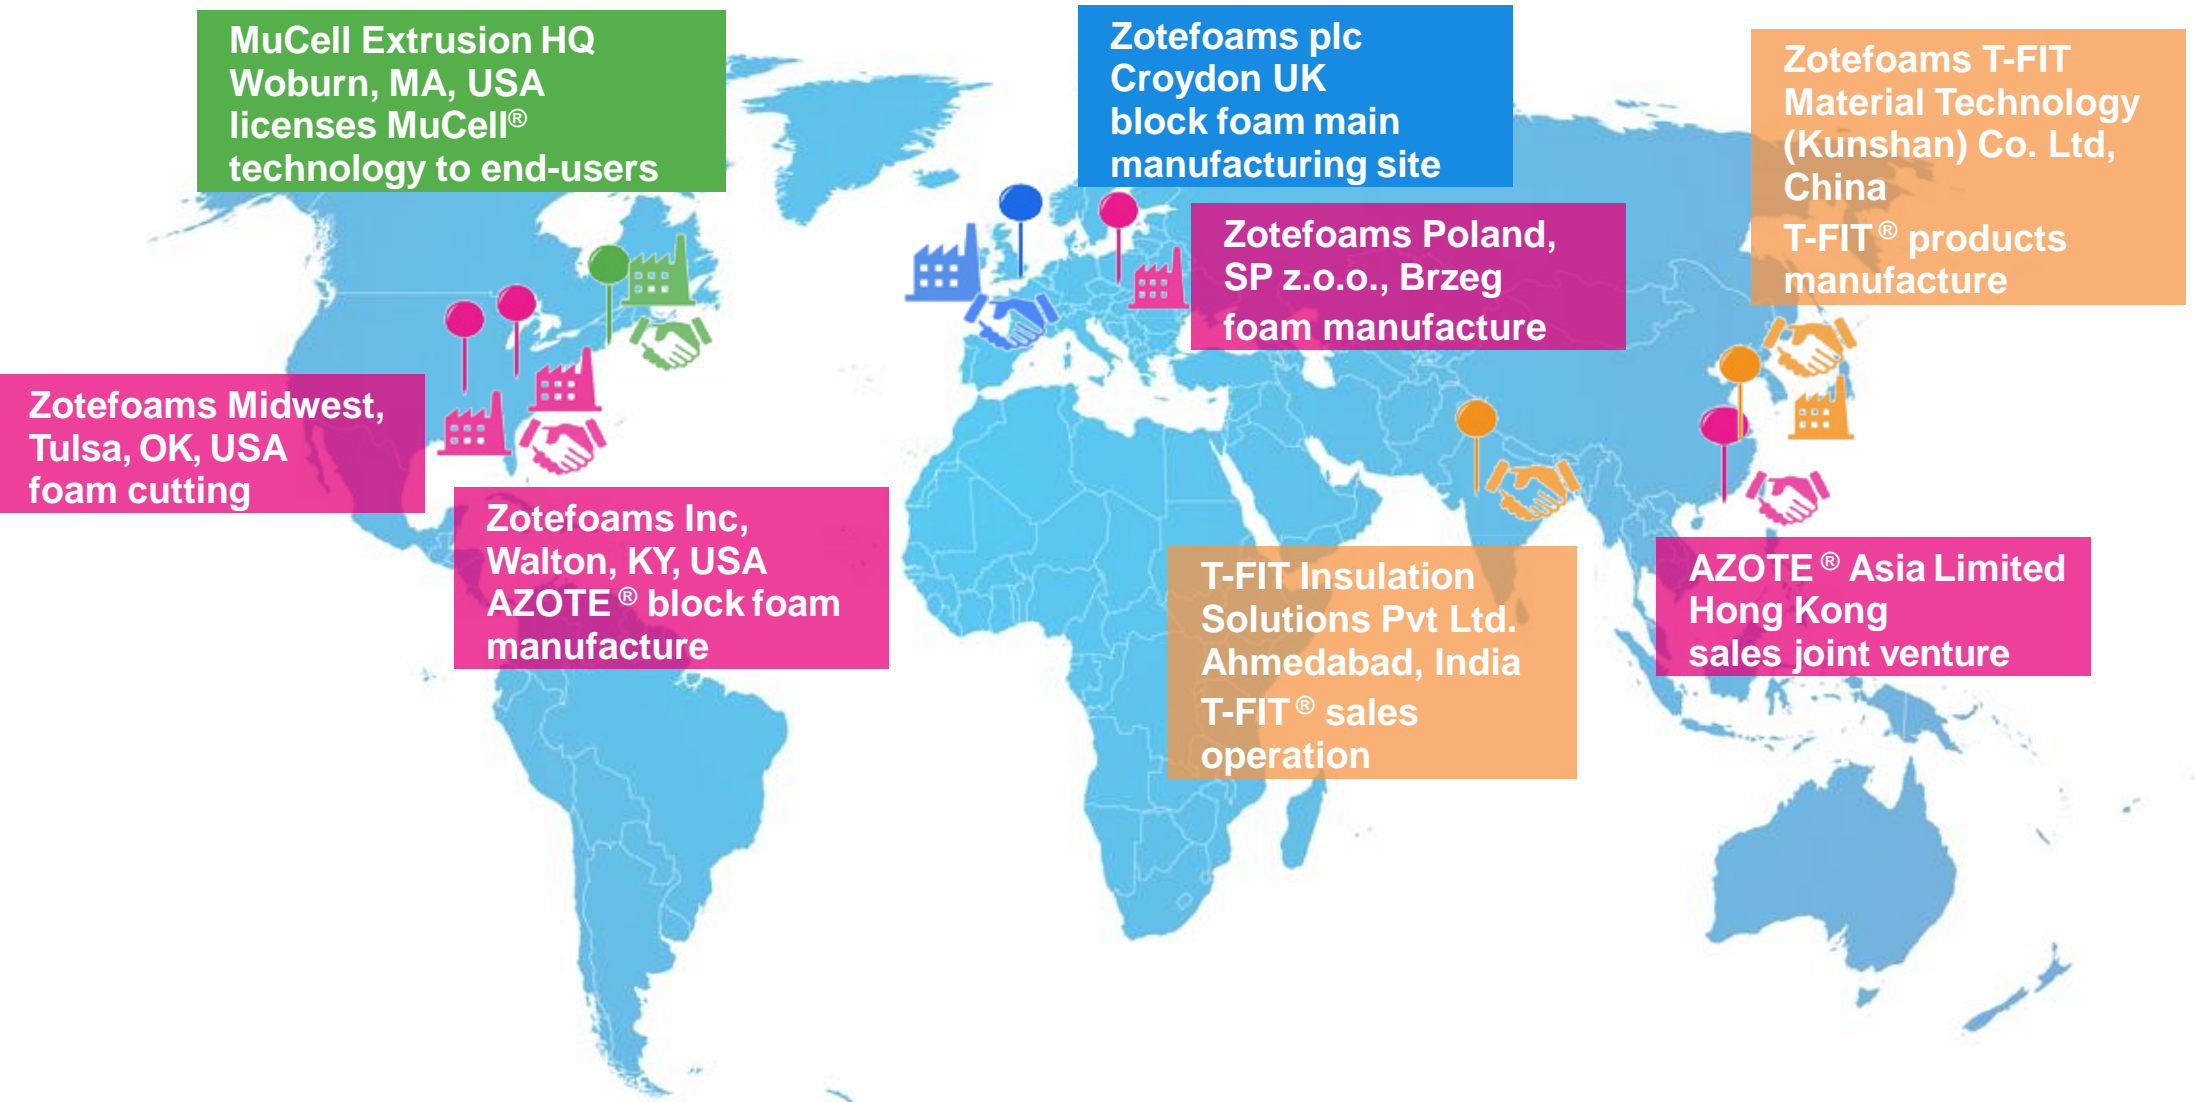 MuCell Extrusion HQ
Woburn, MA, USA
licenses MuCell®
technology to end-users
Zotefoams plc
Croydon UK
block foam main
manufacturing site
Zotefoams T-FIT
Material Technology
(Kunshan) Co. Ltd,
China
T-FIT® products
manufacture
Zotefoams Poland,
SP z.o.o., Brzeg
foam manufacture
Zotefoams Midwest,
Tulsa, OK, USA
foam cutting
Zotefoams Inc,
Walton, KY, USA
AZOTE® block foam
manufacture
T-FIT Insulation
Solutions Pvt Ltd.
Ahmedabad, India
T-FIT® sales
operation
AZOTE® Asia Limited
Hong Kong
sales joint venture